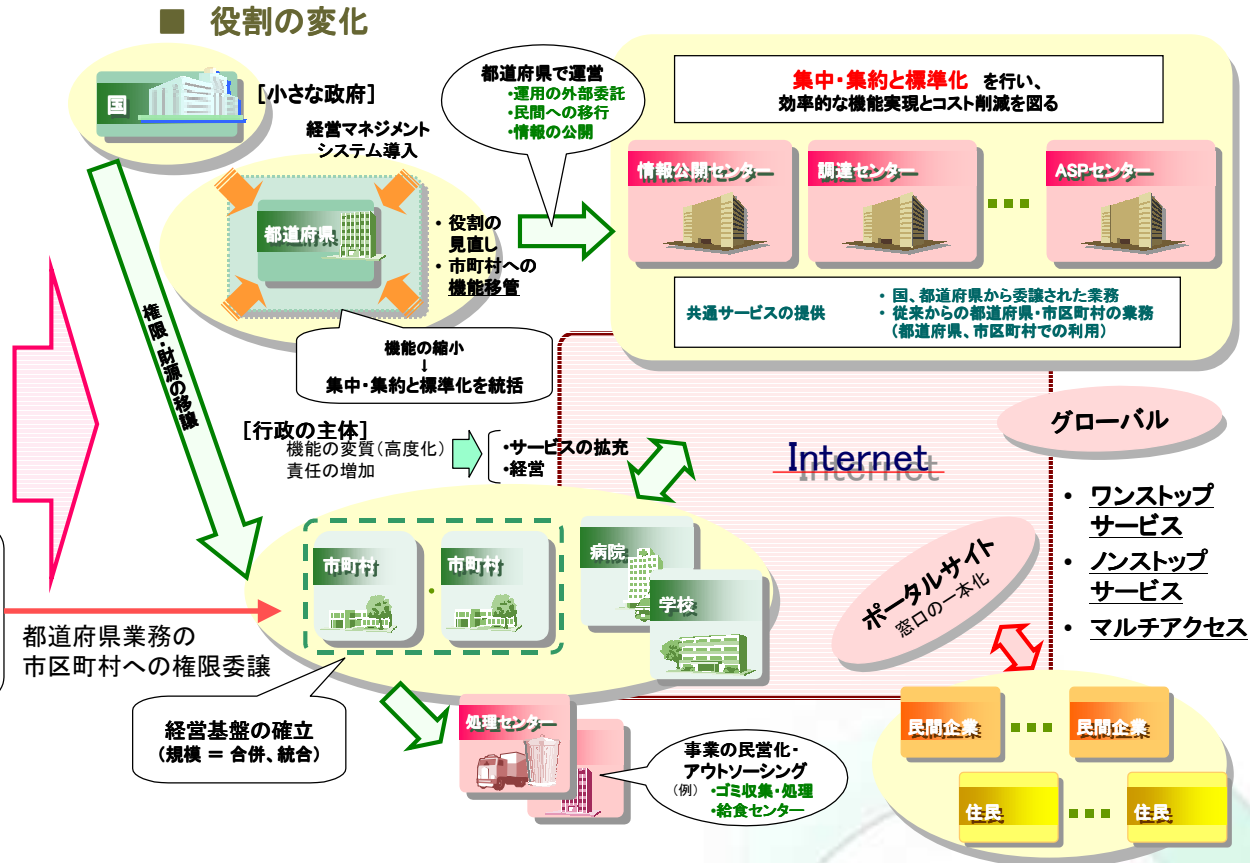 ■ 役割の変化
国
[小さな政府]
経営マネジメント
システム導入
都道府県
・役割の
見直し
・市町村への
機能移管
都道府県で運営
・運用の外部委託
・民間への移行
・情報の公開
集中・集約と標準化 を行い、
効率的な機能実現とコスト削減を図る
情報公開センター
調達センター
ASPセンター
共通サービスの提供
・ 国、都道府県から委譲された業務
・ 従来からの都道府県・市区町村の業務
(都道府県、市区町村での利用)
権限・財源の移譲
機能の縮小
↓
集中・集約と標準化を統括
[行政の主体]
機能の変質(高度化)
責任の増加
・サービスの拡充
・経営
Internet
グローバル
・ ワンストップ
サービス
・ ノンストップ
サービス
・ マルチアクセス
ポータルサイト
窓口の一本化
市町村
・
市町村
病院
学校
都道府県業務の
市区町村への権限委譲
経営基盤の確立
(規模 = 合併、統合)
処理センター
事業の民営化・
アウトソーシング
(例) ・ゴミ収集・処理
・給食センター
民間企業
民間企業
住民
住民